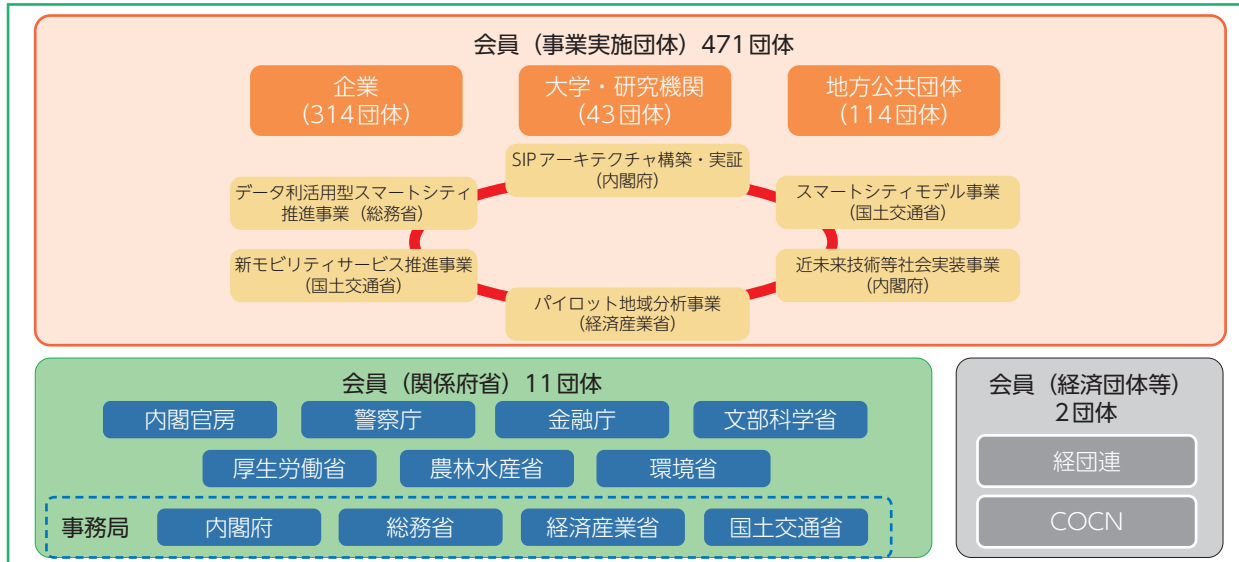 会員（事業実施団体）471団体
企業
（314団体）
大学・研究機関
（43団体）
地方公共団体
（114団体）
SIPアーキテクチャ構築・実証
（内閣府）
データ利活用型スマートシティ
推進事業（総務省）
スマートシティモデル事業
（国土交通省）
新モビリティサービス推進事業
（国土交通省）
近未来技術等社会実装事業
（内閣府）
パイロット地域分析事業
（経済産業省）
会員（関係府省）11団体
内閣官房
警察庁
金融庁
文部科学省
厚生労働省
農林水産省
環境省
事務局
内閣府
総務省
経済産業省
国土交通省
会員（経済団体等）
2団体
経団連
COCN